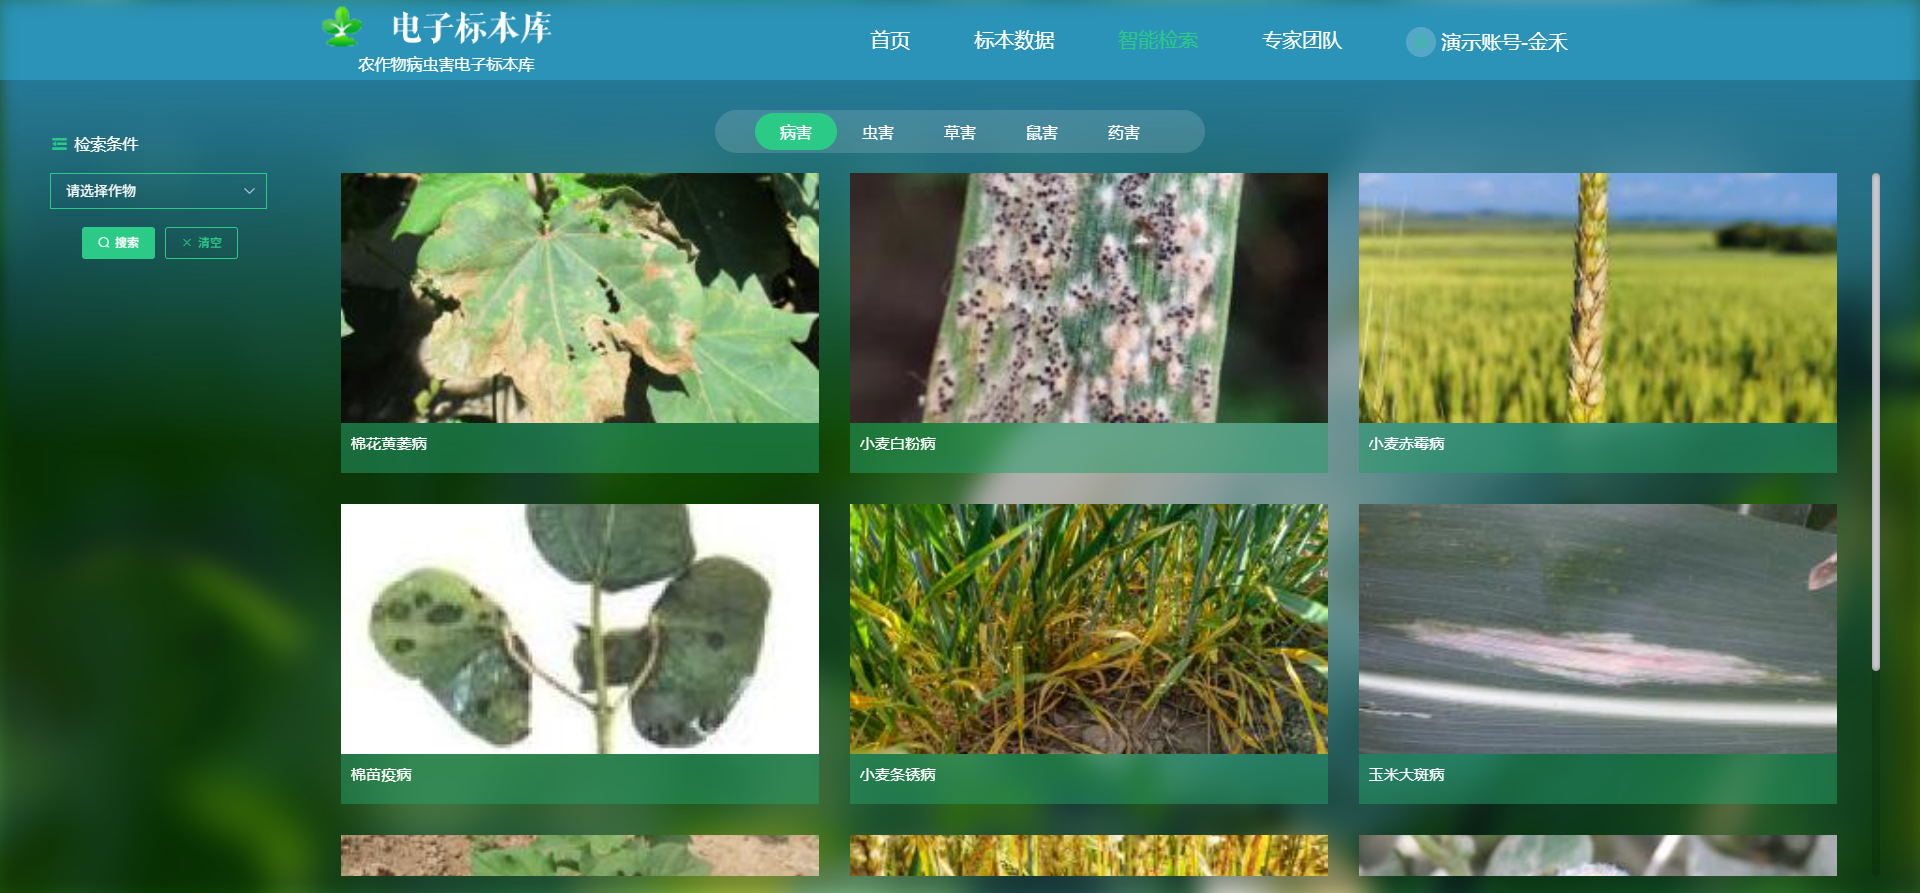 电子标本库
农作物病虫害电子标本库
首页
标本数据
智能检索
专家团队
演示账号-金禾
病害
虫害
草害
鼠害
药害
检索条件
请选择作物
搜索
清空
棉花黄萎病
小麦白粉病
小麦赤霉病
棉苗疫病
小麦条锈病
玉米大斑病